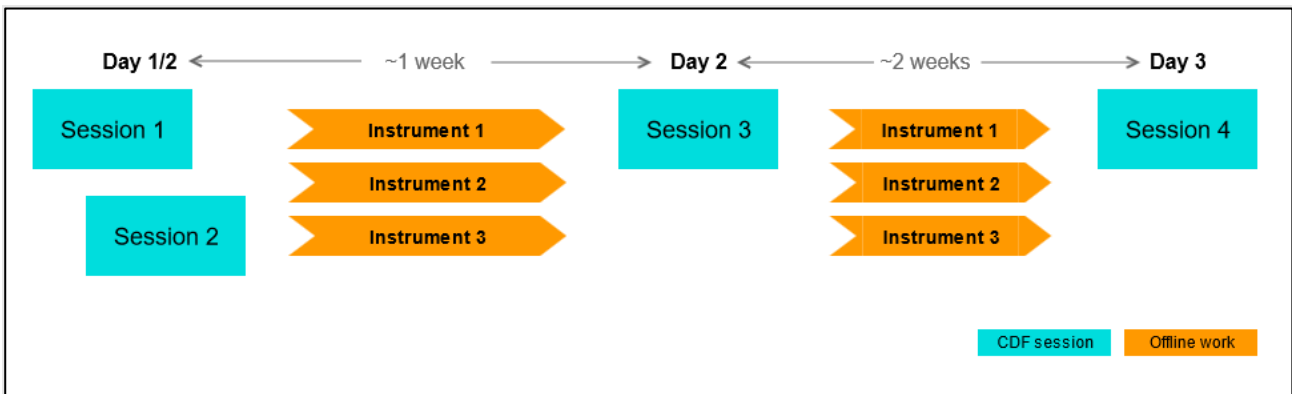 Day 1/2 ~1 week Day 2 ~2 weeks Day 3
Session 1 Instrument 1 Session 3 Instrument 1 Session 4
Instrument 2 Instrument 2
Session 2 Instrument 3 Instrument 3
CDF session Offline work